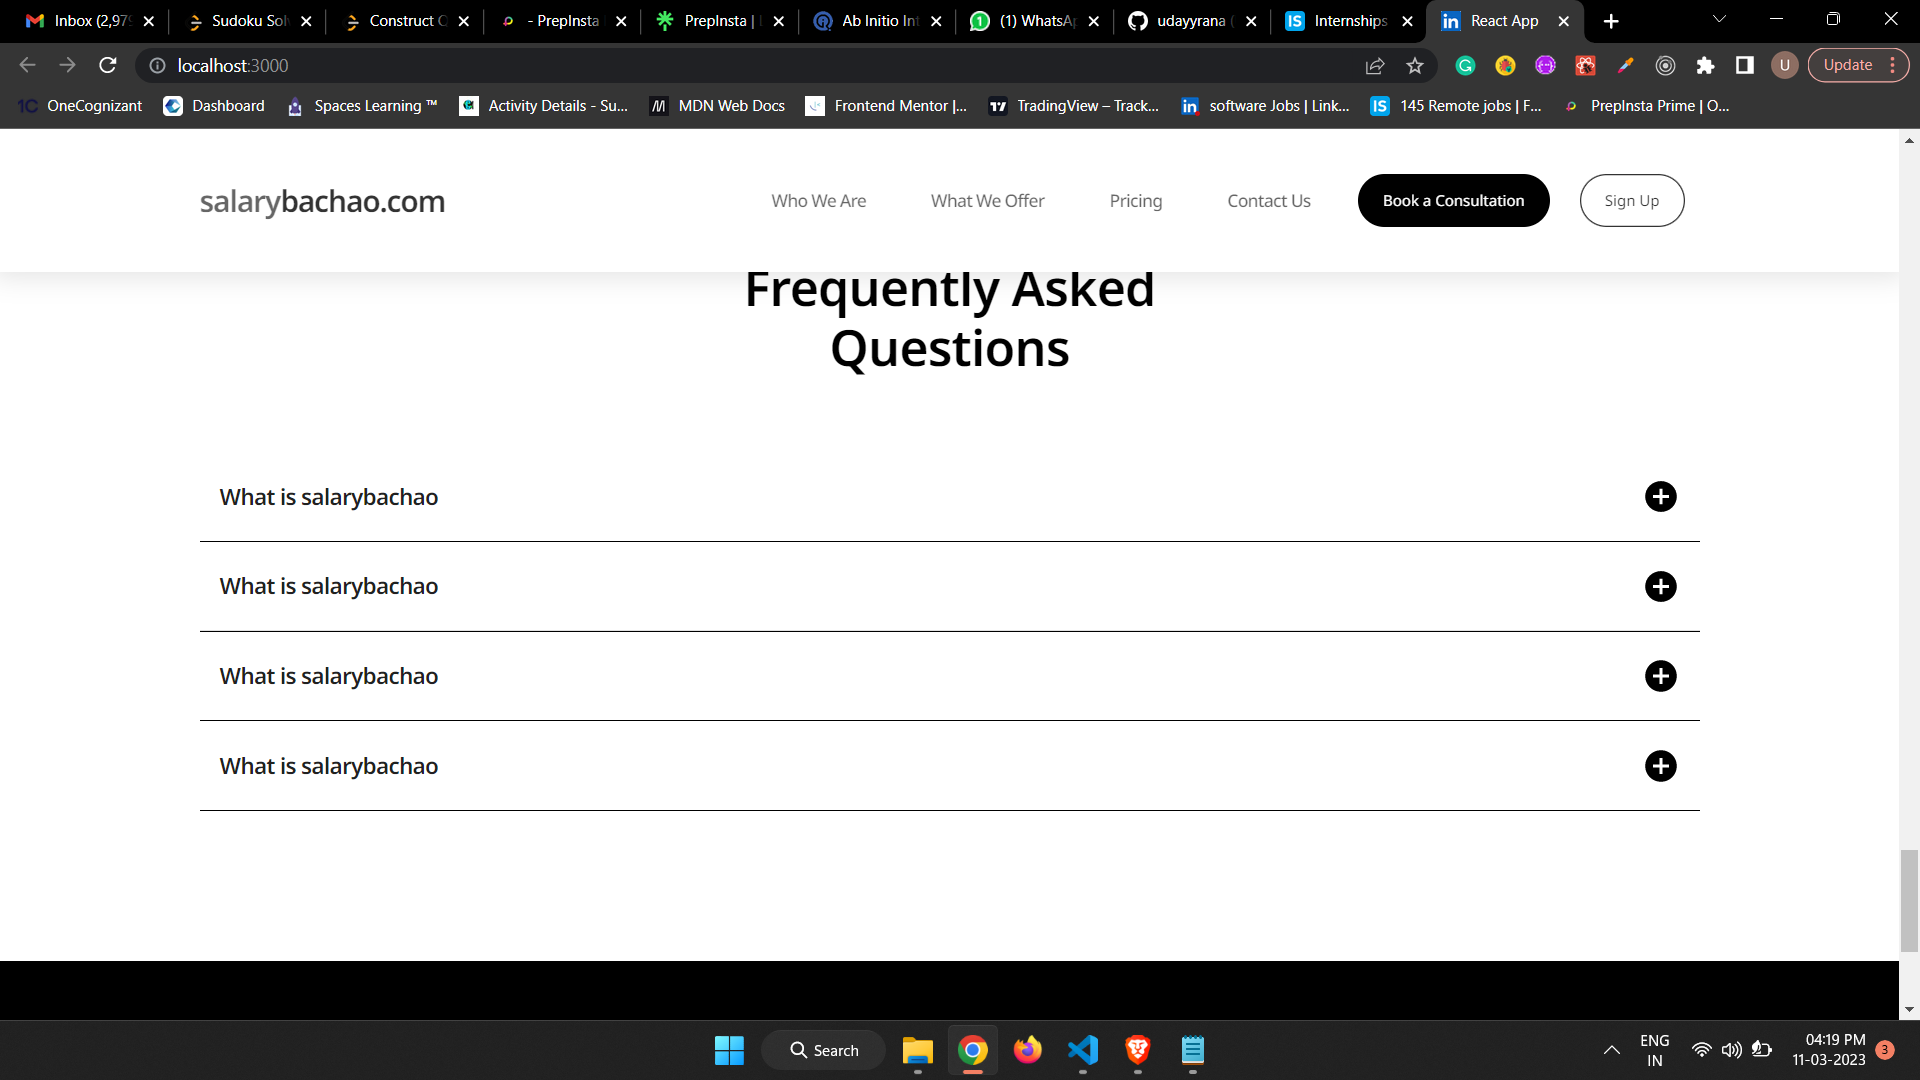 Inbox (2,97
Sudoku Sol
Construct
- PrepInsta
PrepInsta |
Ab Initio Int
(1) WhatsA
udayyrana
Internships
React App
localhost:3000
Update
U
OneCognizant
Dashboard
Spaces Learning ™
Activity Details - Su...
MDN Web Docs
Frontend Mentor |...
TradingView – Track...
software Jobs | Link...
145 Remote jobs | F...
PrepInsta Prime | O...
salarybachao.com
Who We Are
What We Offer
Pricing
Contact Us
Book a Consultation
Sign Up
Frequently Asked
Questions
What is salarybachao
What is salarybachao
What is salarybachao
What is salarybachao
Search
ENG
IN
04:19 PM
11-03-2023
3